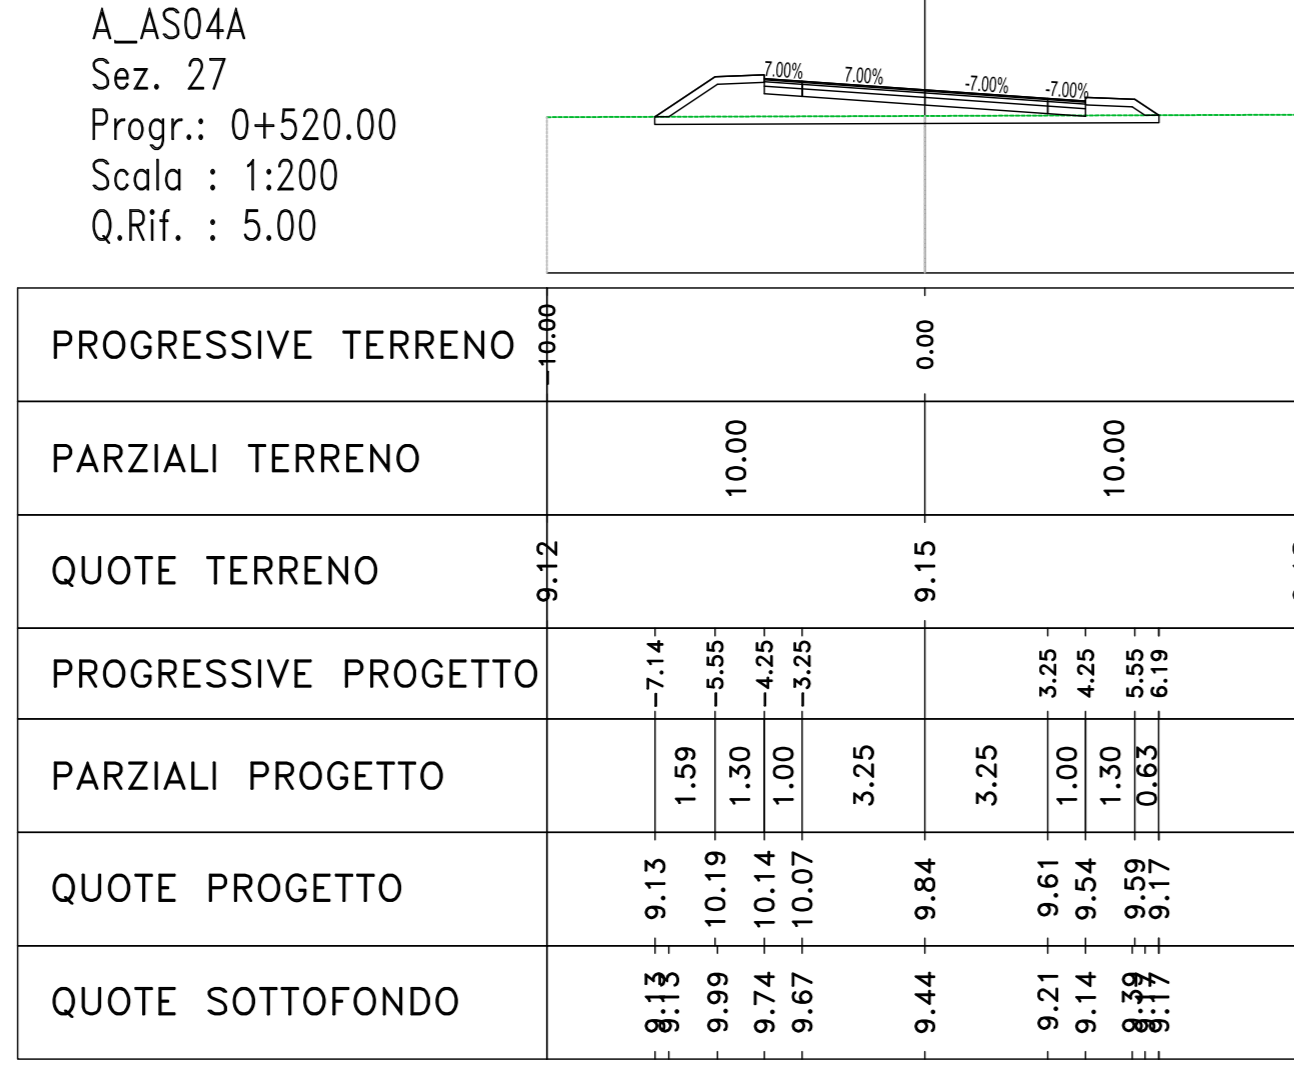 A_AS04A
Sez. 27
Progr.: 0+520.00
Scala : 1:200
Q.Rif. : 5.00
7.00% 7.00% -7.00% -7.00%
PROGRESSIVE TERRENO -10.00 0.00
PARZIALI TERRENO 10.00 10.00
QUOTE TERRENO 9.12 9.15
PROGRESSIVE PROGETTO -7.14 -5.55 -4.25 -3.25 3.25 4.25 5.55 6.19
PARZIALI PROGETTO 1.59 1.30 1.00 3.25 3.25 1.00 1.30 0.63
QUOTE PROGETTO 9.13 10.19 10.14 10.07 9.84 9.61 9.54 9.59 9.17
QUOTE SOTTOFONDO 9.13 9.13 9.99 9.74 9.67 9.44 9.21 9.14 9.39 9.17